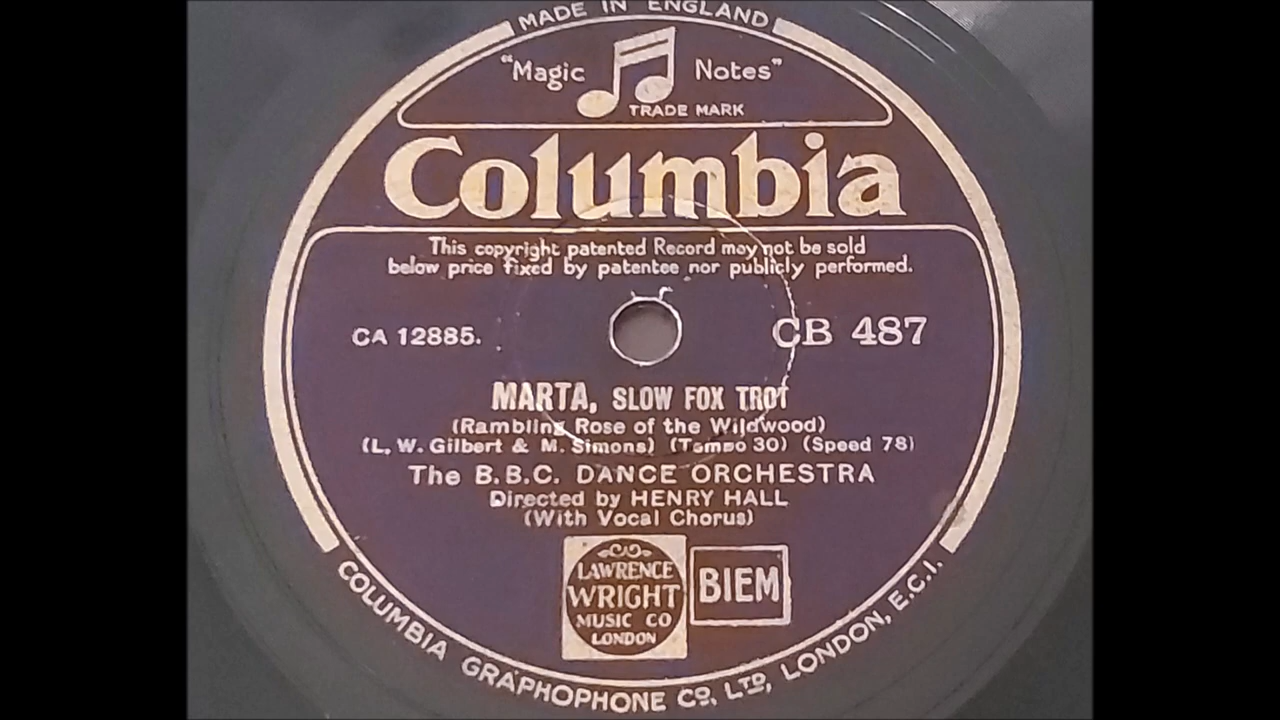 MADE IN ENGLAND
"Magic Notes"
TRADE MARK
Columbia
This copyright patented Record may not be sold
below price fixed by patentee nor publicly performed.
CA 12885.
CB 487
MARTA, SLOW FOX TROT
(Rambling Rose of the Wildwood)
(L. W. Gilbert & M. Simons) (Tempo 30) (Speed 78)
The B.B.C. DANCE ORCHESTRA
Directed by HENRY HALL
(With Vocal Chorus)
LAWRENCE
WRIGHT
MUSIC CO
LONDON
BIEM
COLUMBIA GRAPHOPHONE CO, LTD, LONDON, E.C.I.